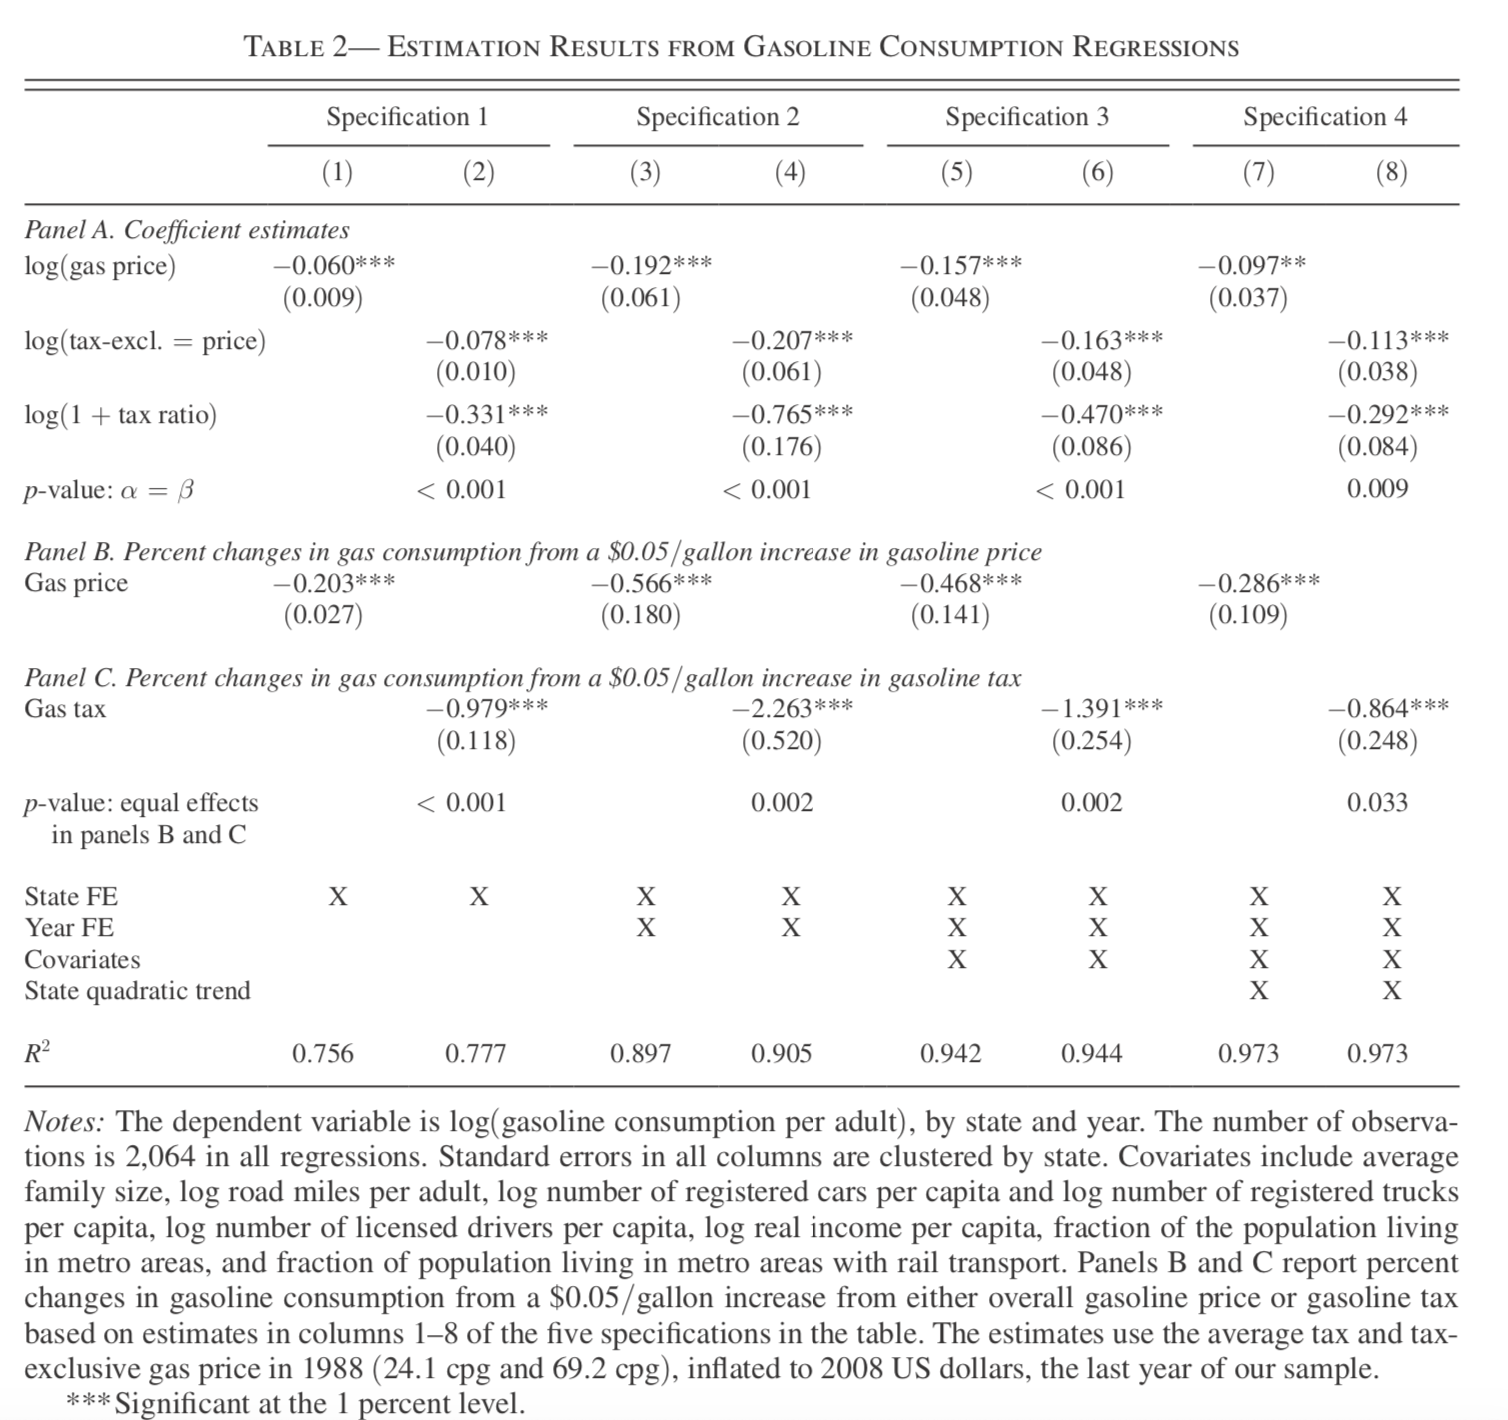 TABLE 2— ESTIMATION RESULTS FROM GASOLINE CONSUMPTION REGRESSIONS
Specification 1 Specification 2 Specification 3 Specification 4
(1) (2) (3) (4) (5) (6) (7) (8)
Panel A. Coefficient estimates
log(gas price) −0.060*** −0.192*** −0.157*** −0.097**
(0.009) (0.061) (0.048) (0.037)
log(tax-excl. = price) −0.078*** −0.207*** −0.163*** −0.113***
(0.010) (0.061) (0.048) (0.038)
log(1 + tax ratio) −0.331*** −0.765*** −0.470*** −0.292***
(0.040) (0.176) (0.086) (0.084)
p-value: α = β < 0.001 < 0.001 < 0.001 0.009
Panel B. Percent changes in gas consumption from a $0.05/gallon increase in gasoline price
Gas price −0.203*** −0.566*** −0.468*** −0.286***
(0.027) (0.180) (0.141) (0.109)
Panel C. Percent changes in gas consumption from a $0.05/gallon increase in gasoline tax
Gas tax −0.979*** −2.263*** −1.391*** −0.864***
(0.118) (0.520) (0.254) (0.248)
p-value: equal effects < 0.001 0.002 0.002 0.033
in panels B and C
State FE X X X X X X X X
Year FE X X X X X X
Covariates X X X X
State quadratic trend X X
R² 0.756 0.777 0.897 0.905 0.942 0.944 0.973 0.973
Notes: The dependent variable is log(gasoline consumption per adult), by state and year. The number of observa-
tions is 2,064 in all regressions. Standard errors in all columns are clustered by state. Covariates include average
family size, log road miles per adult, log number of registered cars per capita and log number of registered trucks
per capita, log number of licensed drivers per capita, log real income per capita, fraction of the population living
in metro areas, and fraction of population living in metro areas with rail transport. Panels B and C report percent
changes in gasoline consumption from a $0.05/gallon increase from either overall gasoline price or gasoline tax
based on estimates in columns 1–8 of the five specifications in the table. The estimates use the average tax and tax-
exclusive gas price in 1988 (24.1 cpg and 69.2 cpg), inflated to 2008 US dollars, the last year of our sample.
***Significant at the 1 percent level.